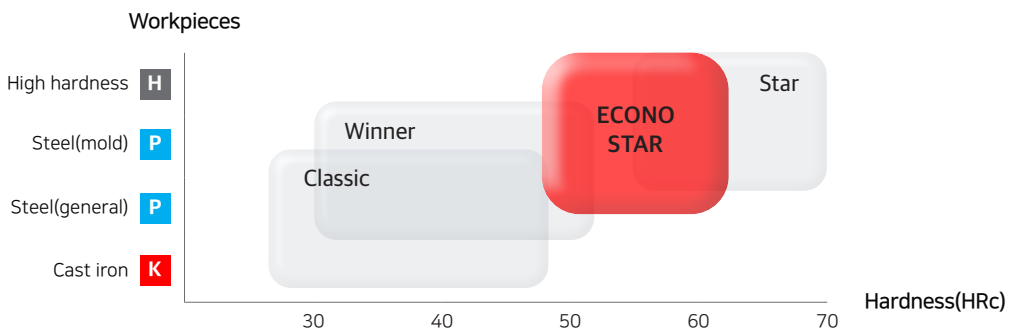 Workpieces
High hardness H
Steel(mold) P
Steel(general) P
Cast iron K
Star
ECONO
STAR
Winner
Classic
30 40 50 60 70
Hardness(HRc)